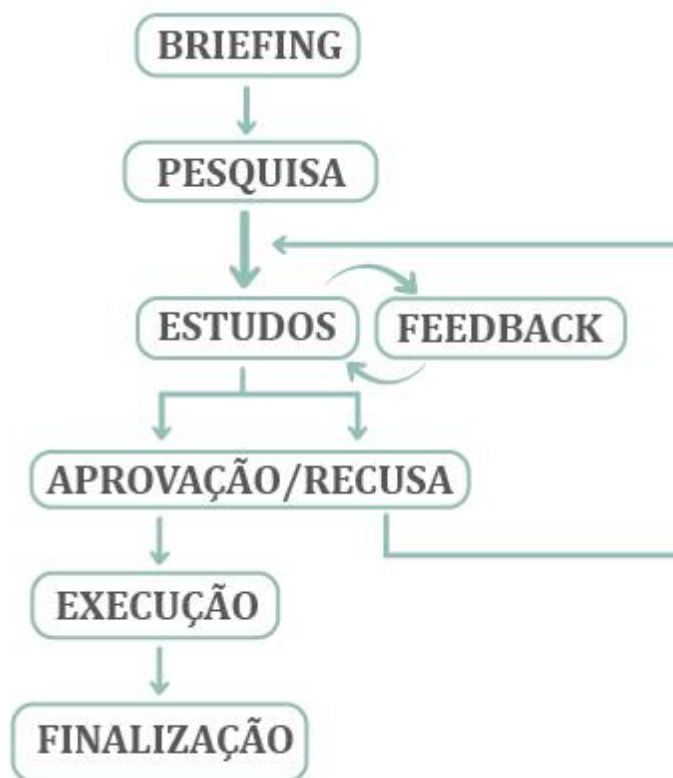 BRIEFING
PESQUISA
ESTUDOS
FEEDBACK
APROVAÇÃO/RECUSA
EXECUÇÃO
FINALIZAÇÃO